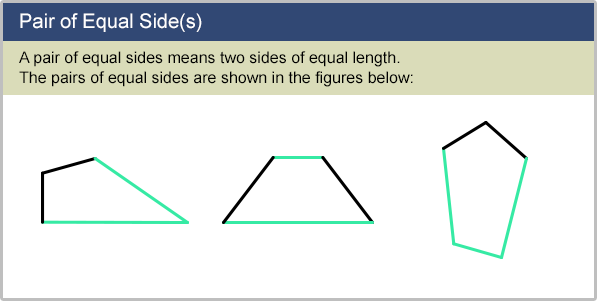 Pair of Equal Side(s)
A pair of equal sides means two sides of equal length.
The pairs of equal sides are shown in the figures below: